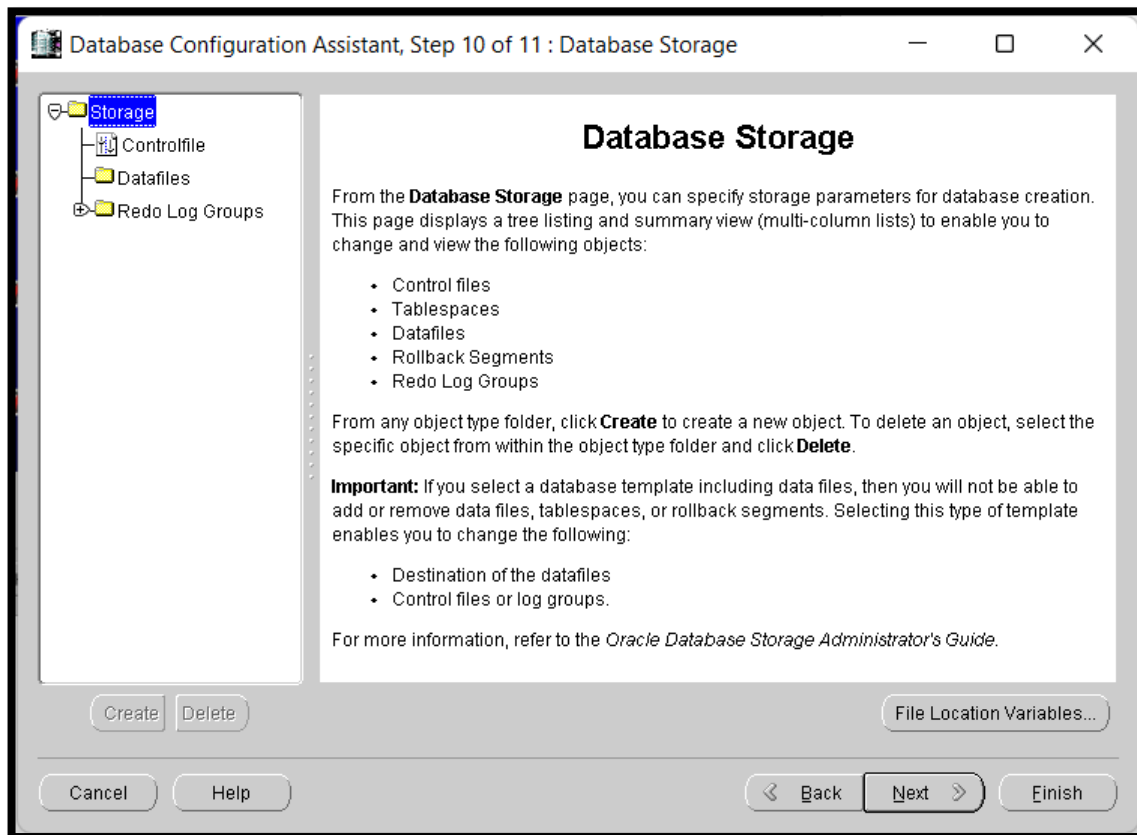 Database Configuration Assistant, Step 10 of 11 : Database Storage
Storage
Controlfile
Datafiles
Redo Log Groups
Database Storage
From the Database Storage page, you can specify storage parameters for database creation.
This page displays a tree listing and summary view (multi-column lists) to enable you to
change and view the following objects:
• Control files
• Tablespaces
• Datafiles
• Rollback Segments
• Redo Log Groups
From any object type folder, click Create to create a new object. To delete an object, select the
specific object from within the object type folder and click Delete.
Important: If you select a database template including data files, then you will not be able to
add or remove data files, tablespaces, or rollback segments. Selecting this type of template
enables you to change the following:
• Destination of the datafiles
• Control files or log groups.
For more information, refer to the Oracle Database Storage Administrator's Guide.
Create Delete
File Location Variables...
Cancel Help Back Next Finish